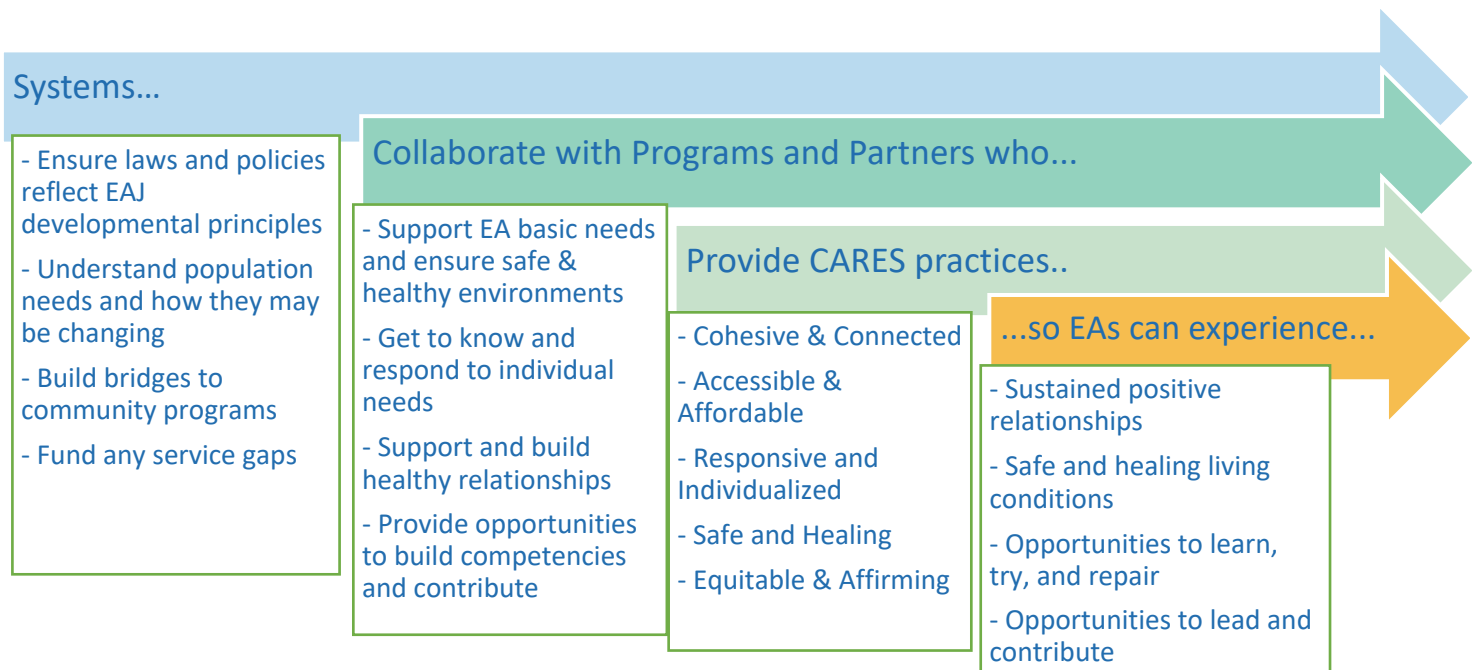 Systems...
- Ensure laws and policies
reflect EAJ
developmental principles
- Understand population
needs and how they may
be changing
- Build bridges to
community programs
- Fund any service gaps
Collaborate with Programs and Partners who...
- Support EA basic needs
and ensure safe &
healthy environments
- Get to know and
respond to individual
needs
- Support and build
healthy relationships
- Provide opportunities
to build competencies
and contribute
Provide CARES practices..
- Cohesive & Connected
- Accessible &
Affordable
- Responsive and
Individualized
- Safe and Healing
- Equitable & Affirming
...so EAs can experience...
- Sustained positive
relationships
- Safe and healing living
conditions
- Opportunities to learn,
try, and repair
- Opportunities to lead and
contribute